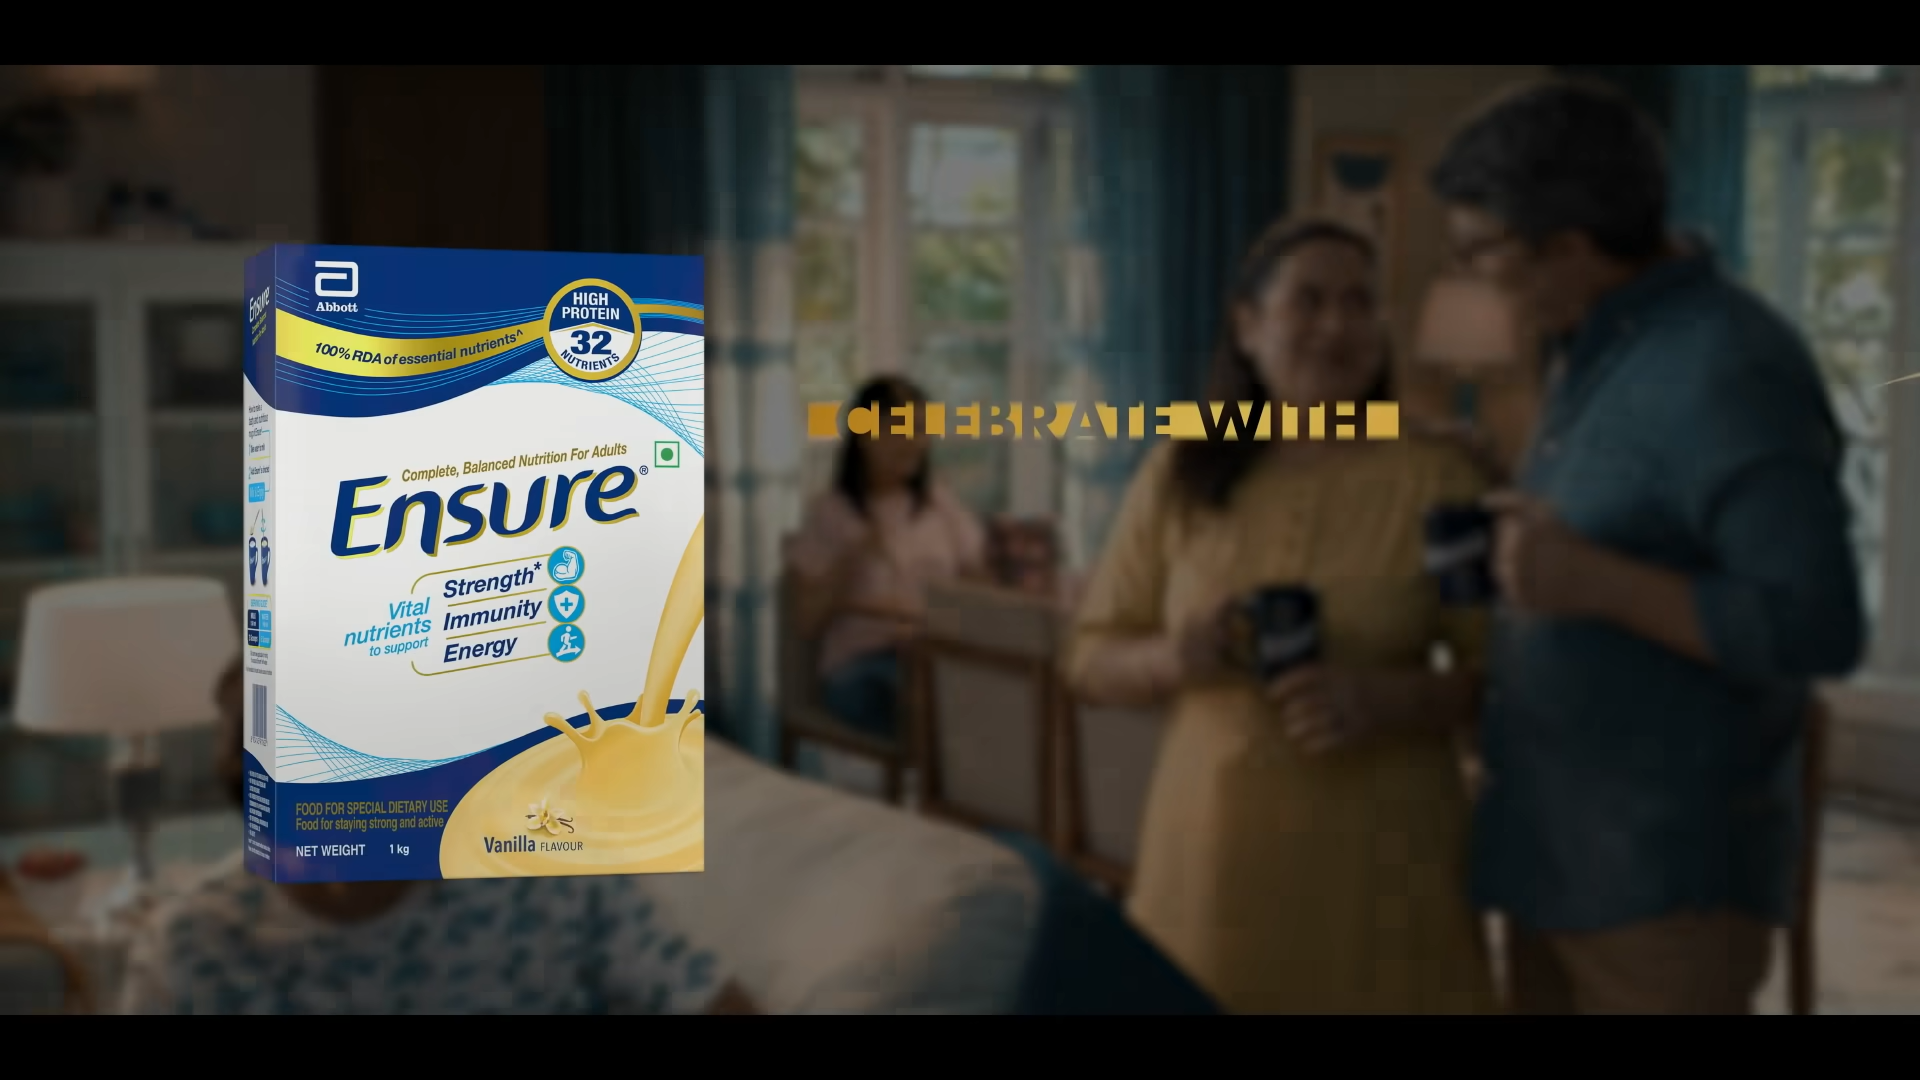 Abbott
100% RDA of essential nutrients^
HIGH
PROTEIN
32
NUTRIENTS
Ensure
Complete, Balanced Nutrition For Adults
Ensure®
Vital
nutrients
to support
Strength*
Immunity
Energy
CELEBRATE WITH
FOOD FOR SPECIAL DIETARY USE
Food for staying strong and active
NET WEIGHT 1 kg
Vanilla FLAVOUR